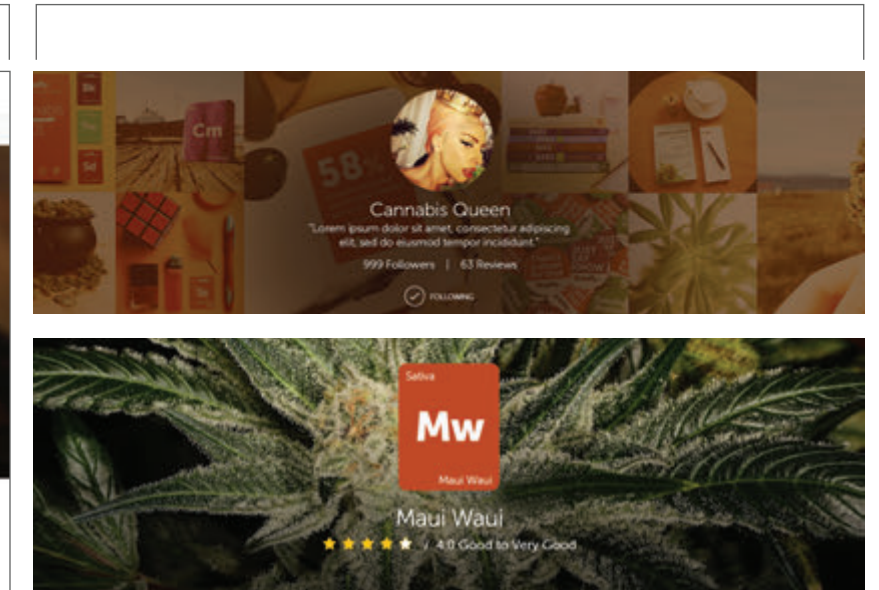 Cm
58%
Cannabis Queen
"Lorem ipsum dolor sit amet, consectetur adipiscing
elit, sed do eiusmod tempor incididunt."
999 Followers | 63 Reviews
FOLLOWING
Sativa
Mw
Maui Waui
Maui Waui
/ 4.0 Good to Very Good